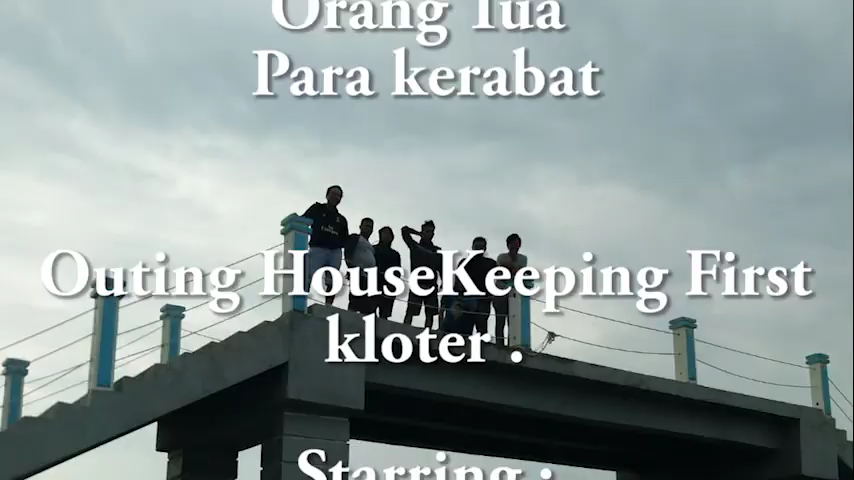 Orang Tua
Para kerabat
Outing HouseKeeping First
kloter .
Starring :